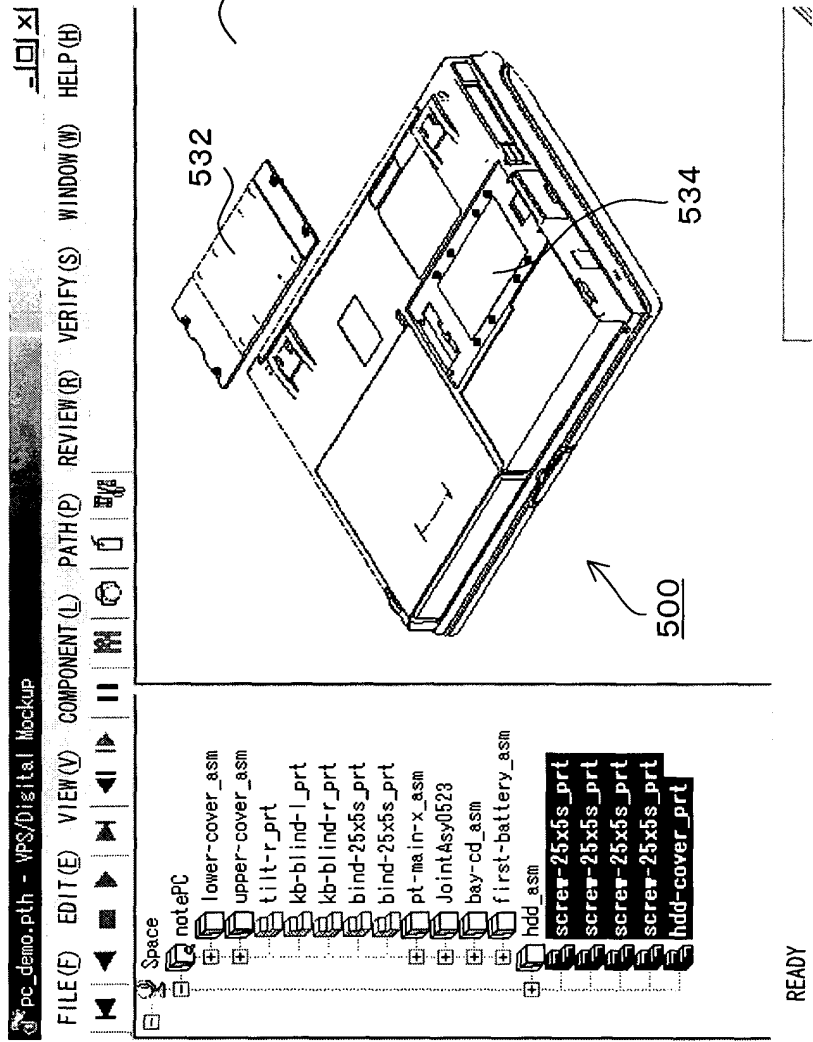 pc_demo.pth - VPS/Digital Mockup
FILE(F) EDIT(E) VIEW(V) COMPONENT(L) PATH(P) REVIEW(R) VERIFY(S) WINDOW(W) HELP(H)
Space
notePC
lower-cover_asm
upper-cover_asm
tilt-r_prt
kb-blind-l_prt
kb-blind-r_prt
bind-25x5s_prt
bind-25x5s_prt
pt-main-x_asm
JointAsy0523
bay-cd_asm
first-battery_asm
hdd_asm
screw-25x5s_prt
screw-25x5s_prt
screw-25x5s_prt
screw-25x5s_prt
hdd-cover_prt
532
534
500
READY